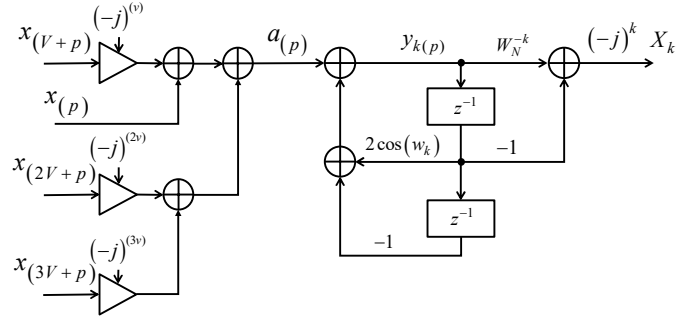 x_(V+p)
(−j)^(v)
x_(p)
a_(p)
y_k(p)
W_N^−k
(−j)^k X_k
z^−1
x_(2V+p)
(−j)^(2v)
2cos(w_k)
−1
z^−1
−1
x_(3V+p)
(−j)^(3v)